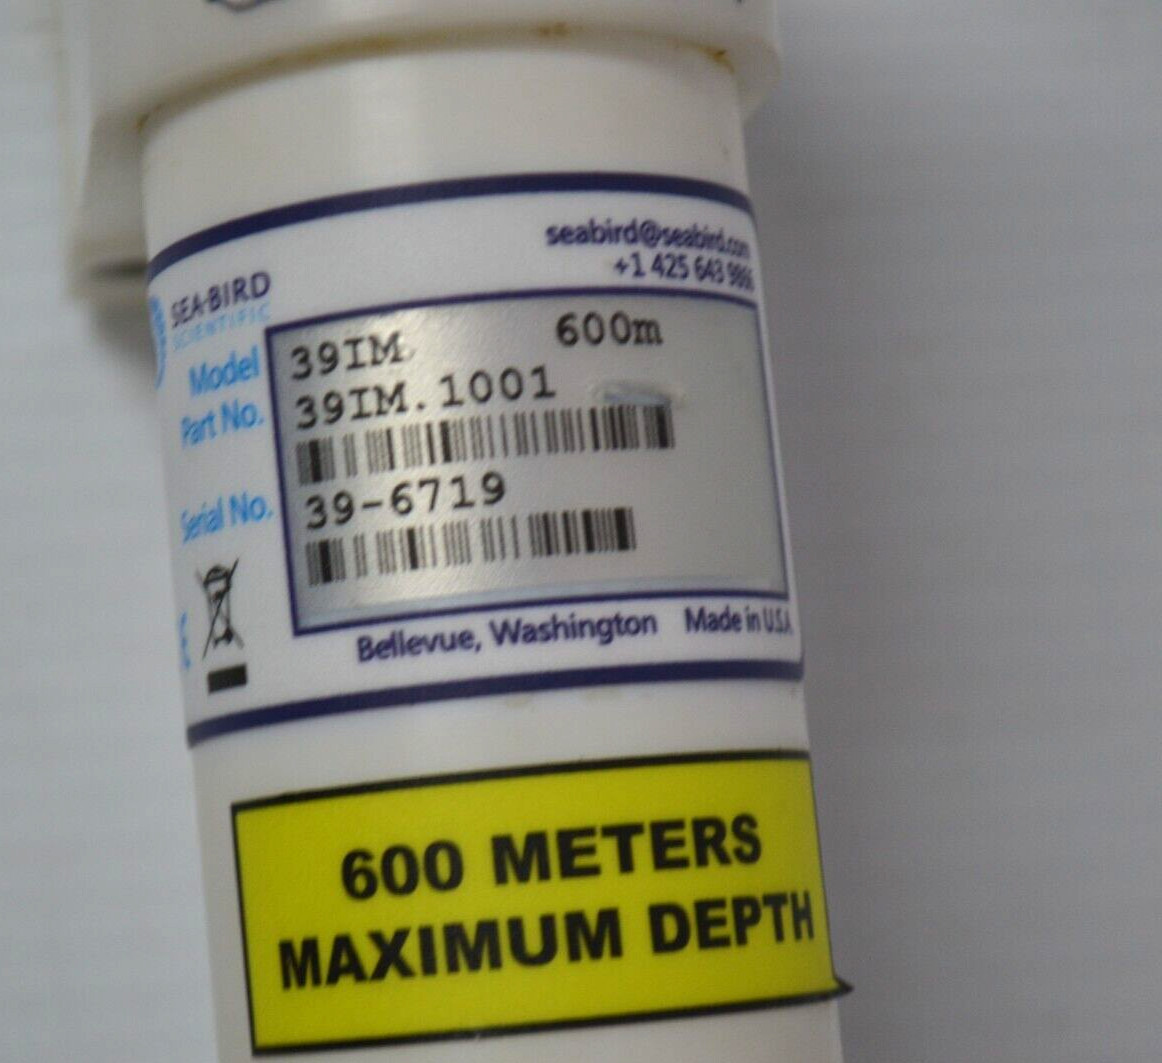 seabird@seabird.com
+1 425 643 9866
SEA·BIRD
SCIENTIFIC
Model 39IM 600m
Part No. 39IM.1001
Serial No. 39-6719
Bellevue, Washington Made in U.S.A
600 METERS
MAXIMUM DEPTH